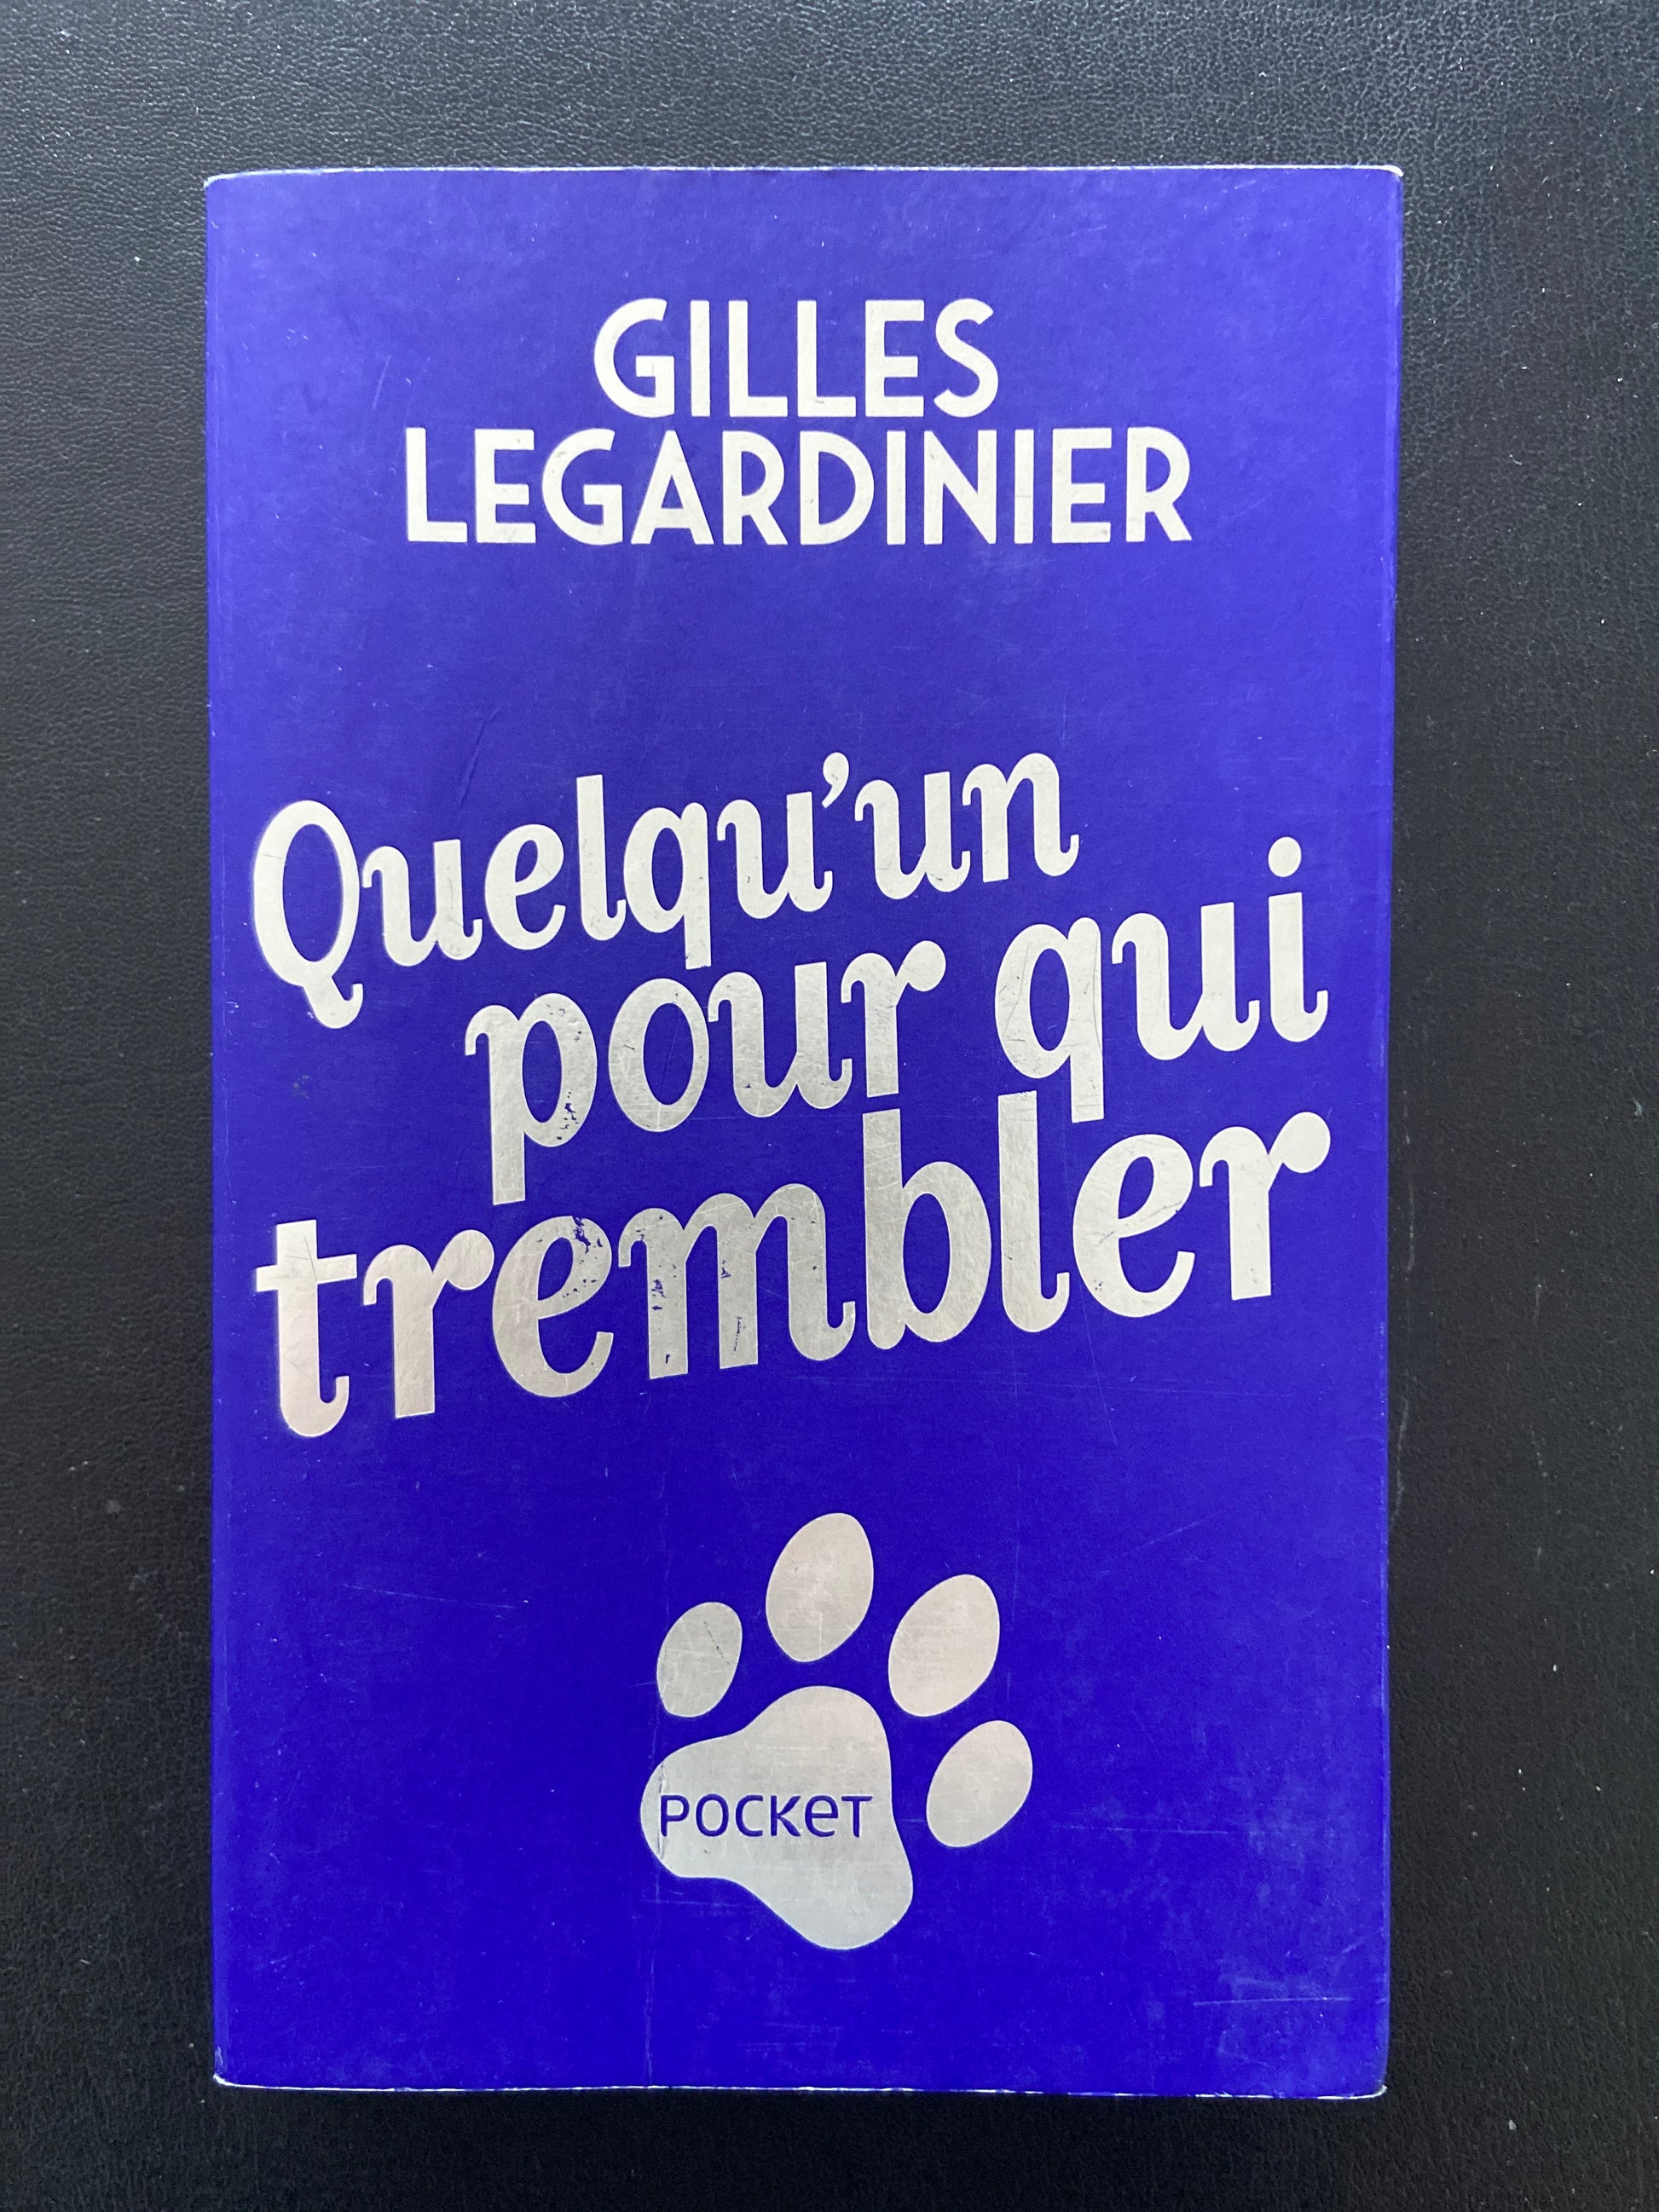 GILLES
LEGARDINIER
Quelqu'un
pour qui
trembler
POCKET